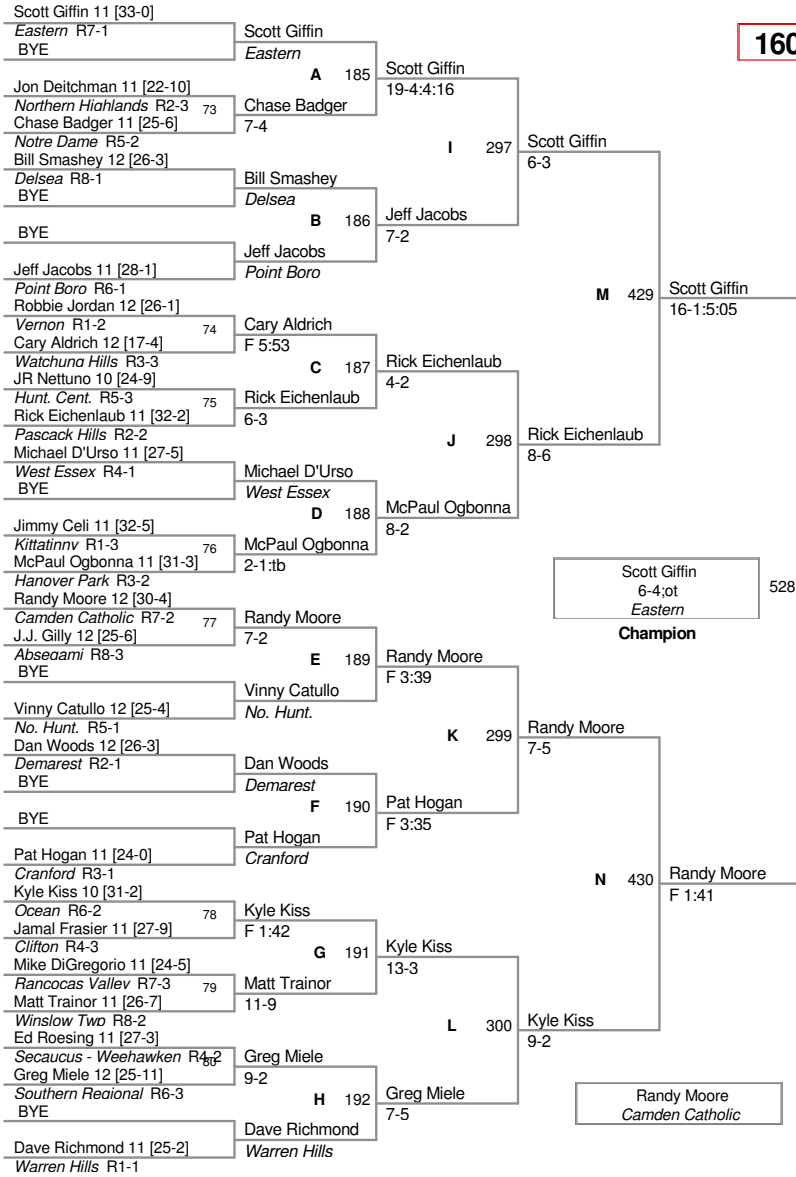 Scott Giffin 11 [33-0]
Eastern R7-1
BYE
Jon Deitchman 11 [22-10]
Northern Highlands R2-3 73
Chase Badger 11 [25-6]
Notre Dame R5-2
Bill Smashey 12 [26-3]
Delsea R8-1
BYE
BYE
Jeff Jacobs 11 [28-1]
Point Boro R6-1
Robbie Jordan 12 [26-1]
Vernon R1-2 74
Cary Aldrich 12 [17-4]
Watchung Hills R3-3
JR Nettuno 10 [24-9]
Hunt. Cent. R5-3 75
Rick Eichenlaub 11 [32-2]
Pascack Hills R2-2
Michael D'Urso 11 [27-5]
West Essex R4-1
BYE
Jimmy Celi 11 [32-5]
Kittatinny R1-3 76
McPaul Ogbonna 11 [31-3]
Hanover Park R3-2
Randy Moore 12 [30-4]
Camden Catholic R7-2 77
J.J. Gilly 12 [25-6]
Absegami R8-3
BYE
Vinny Catullo 12 [25-4]
No. Hunt. R5-1
Dan Woods 12 [26-3]
Demarest R2-1
BYE
BYE
Pat Hogan 11 [24-0]
Cranford R3-1
Kyle Kiss 10 [31-2]
Ocean R6-2 78
Jamal Frasier 11 [27-9]
Clifton R4-3
Mike DiGregorio 11 [24-5]
Rancocas Valley R7-3 79
Matt Trainor 11 [26-7]
Winslow Twp R8-2
Ed Roesing 11 [27-3]
Secaucus - Weehawken R4-2 80
Greg Miele 12 [25-11]
Southern Regional R6-3
BYE
Dave Richmond 11 [25-2]
Warren Hills R1-1
Scott Giffin
Eastern
A 185
Chase Badger
7-4
Bill Smashey
Delsea
B 186
Jeff Jacobs
Point Boro
Cary Aldrich
F 5:53
C 187
Rick Eichenlaub
6-3
Michael D'Urso
West Essex
D 188
McPaul Ogbonna
2-1:tb
Randy Moore
7-2
E 189
Vinny Catullo
No. Hunt.
Dan Woods
Demarest
F 190
Pat Hogan
Cranford
Kyle Kiss
F 1:42
G 191
Matt Trainor
11-9
Greg Miele
9-2
H 192
Dave Richmond
Warren Hills
Scott Giffin
19-4:4:16
I 297
Jeff Jacobs
7-2
Rick Eichenlaub
4-2
J 298
McPaul Ogbonna
8-2
Randy Moore
F 3:39
K 299
Pat Hogan
F 3:35
Kyle Kiss
13-3
L 300
Greg Miele
7-5
Scott Giffin
6-3
M 429
Rick Eichenlaub
8-6
Randy Moore
7-5
N 430
Kyle Kiss
9-2
160
Scott Giffin
16-1:5:05
Scott Giffin
6-4;ot
Eastern
528
Champion
Randy Moore
F 1:41
Randy Moore
Camden Catholic